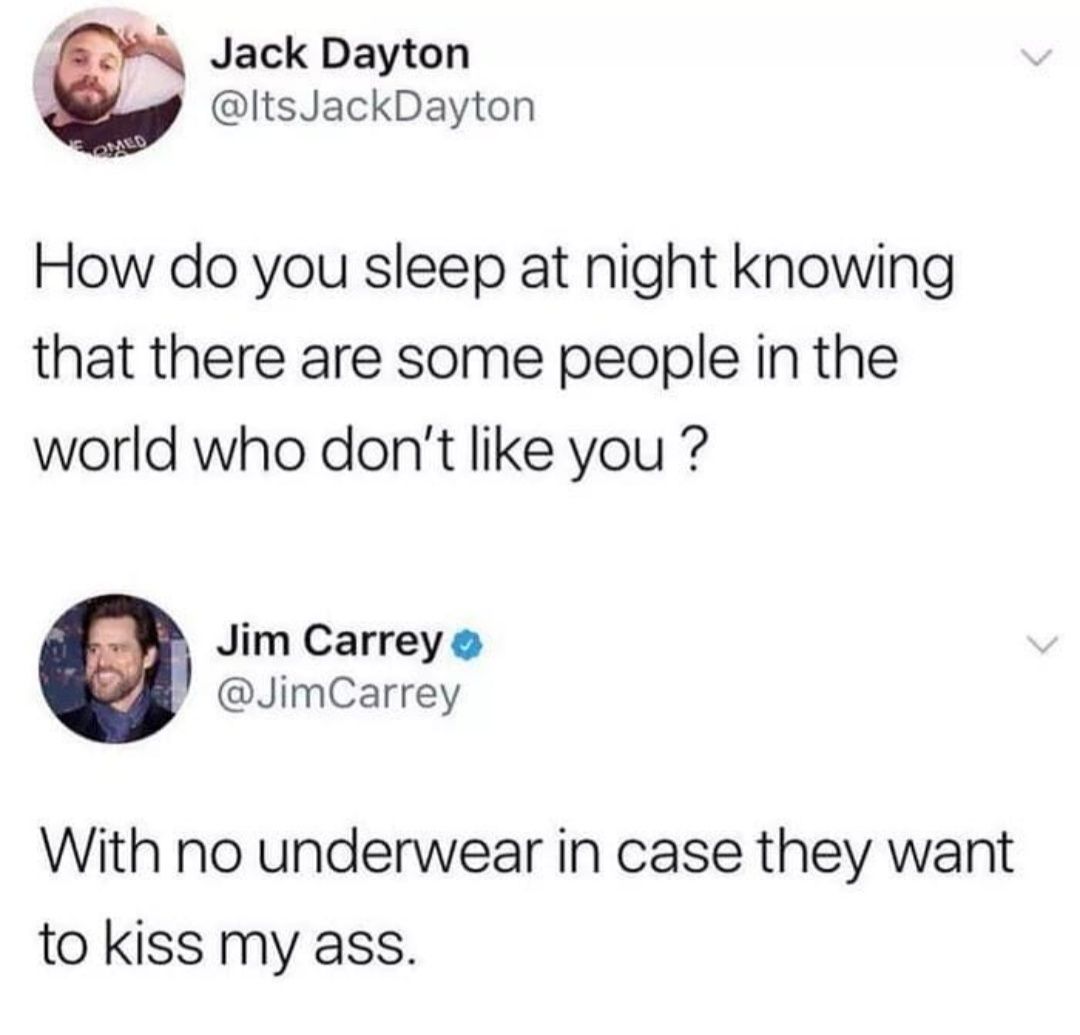 Jack Dayton
@ItsJackDayton
OMED
How do you sleep at night knowing
that there are some people in the
world who don't like you ?
Jim Carrey
@JimCarrey
With no underwear in case they want
to kiss my ass.